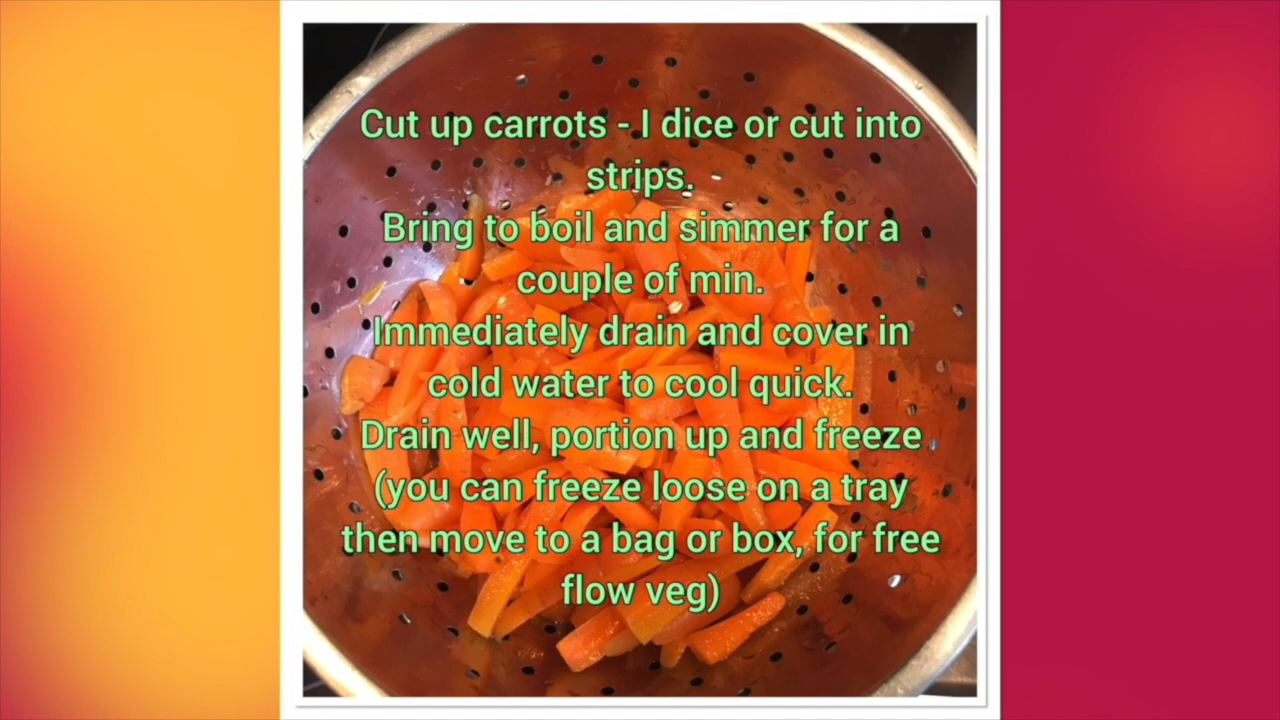 Cut up carrots - I dice or cut into
strips.
Bring to boil and simmer for a
couple of min.
Immediately drain and cover in
cold water to cool quick.
Drain well, portion up and freeze
(you can freeze loose on a tray
then move to a bag or box, for free
flow veg)